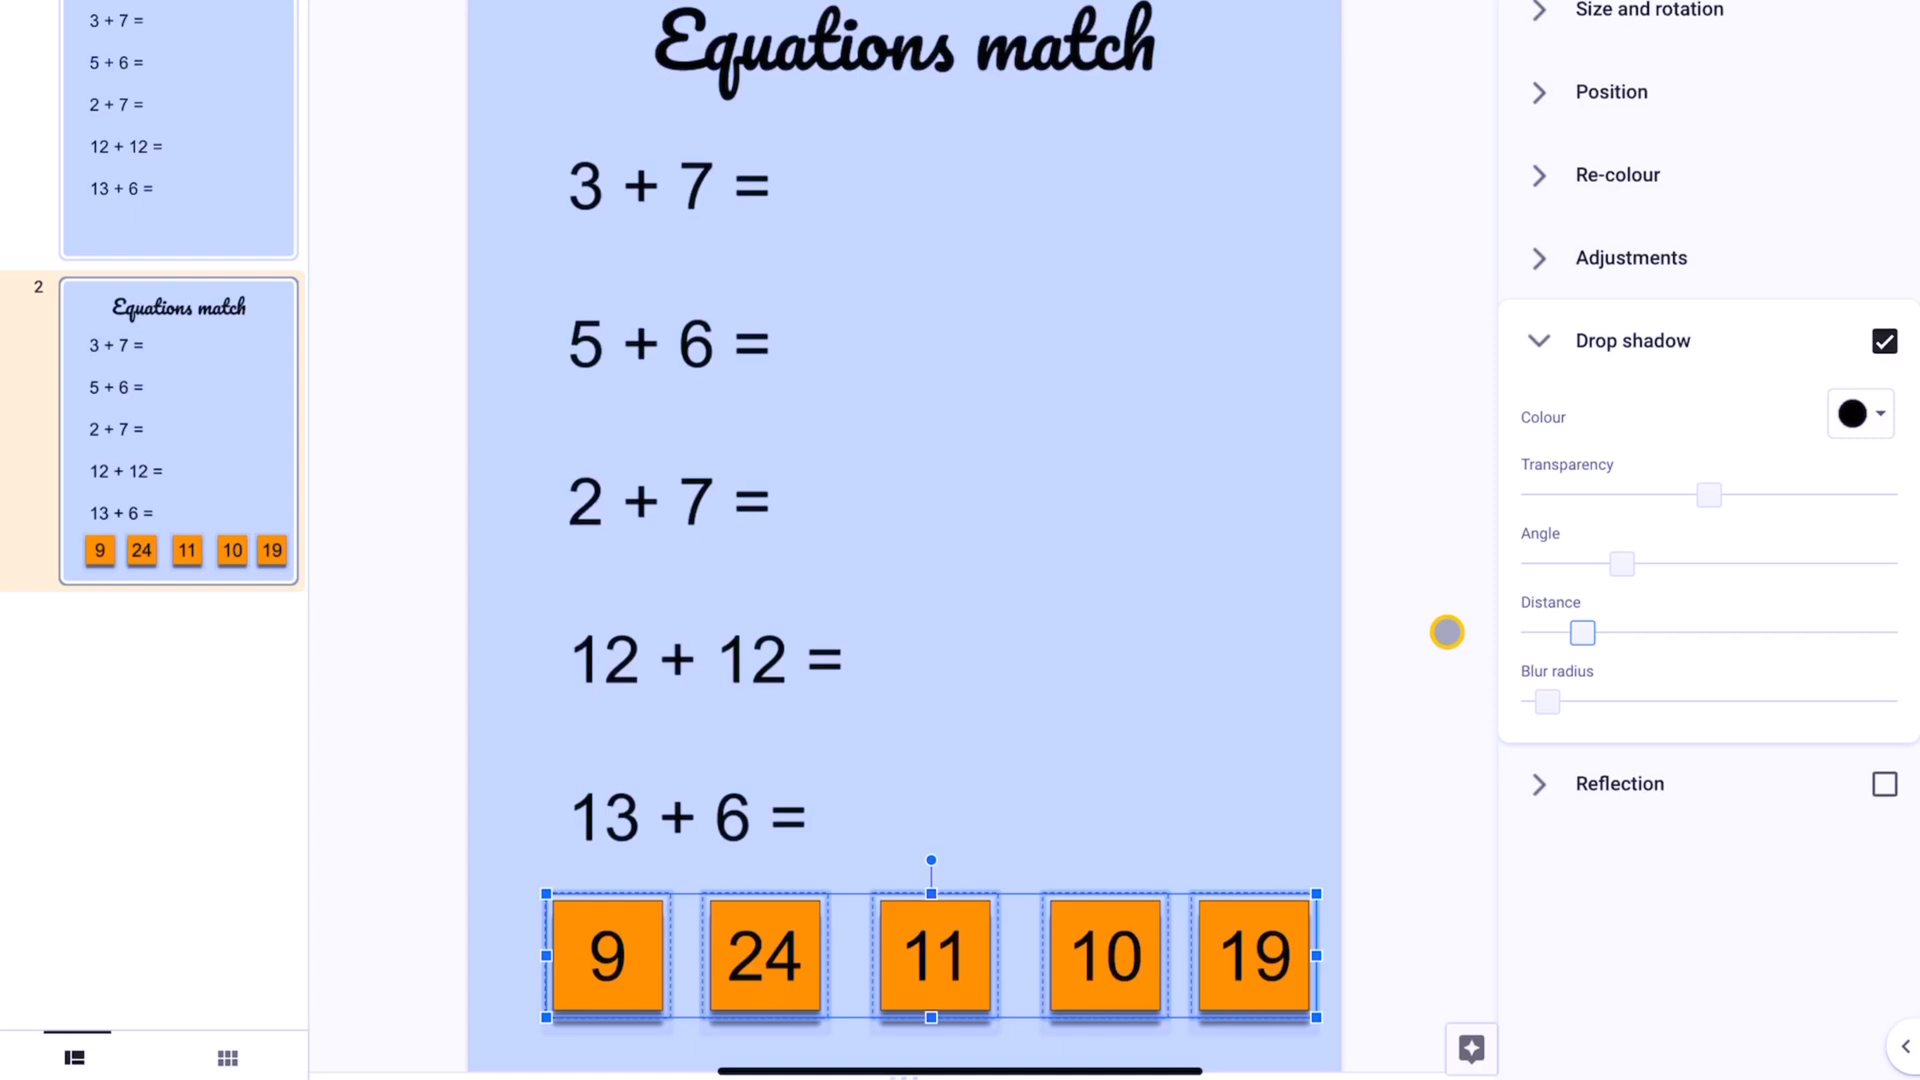 3 + 7 =
5 + 6 =
2 + 7 =
12 + 12 =
13 + 6 =
2
Equations match
3 + 7 =
5 + 6 =
2 + 7 =
12 + 12 =
13 + 6 =
9 24 11 10 19
Equations match
3 + 7 =
5 + 6 =
2 + 7 =
12 + 12 =
13 + 6 =
9 24 11 10 19
Size and rotation
Position
Re-colour
Adjustments
Drop shadow
Colour
Transparency
Angle
Distance
Blur radius
Reflection